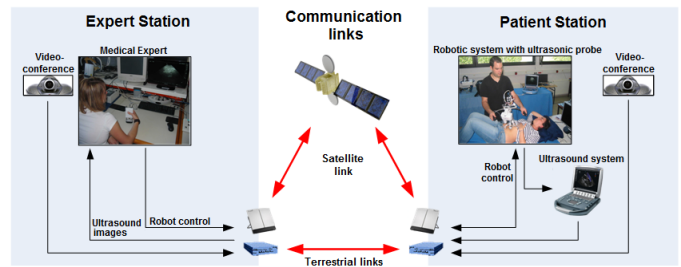 Expert Station
Communication
links
Patient Station
Video-
conference
Medical Expert
Robotic system with ultrasonic probe
Video-
conference
Satellite
link
Robot
control
Ultrasound system
Ultrasound
images
Robot control
Terrestrial links